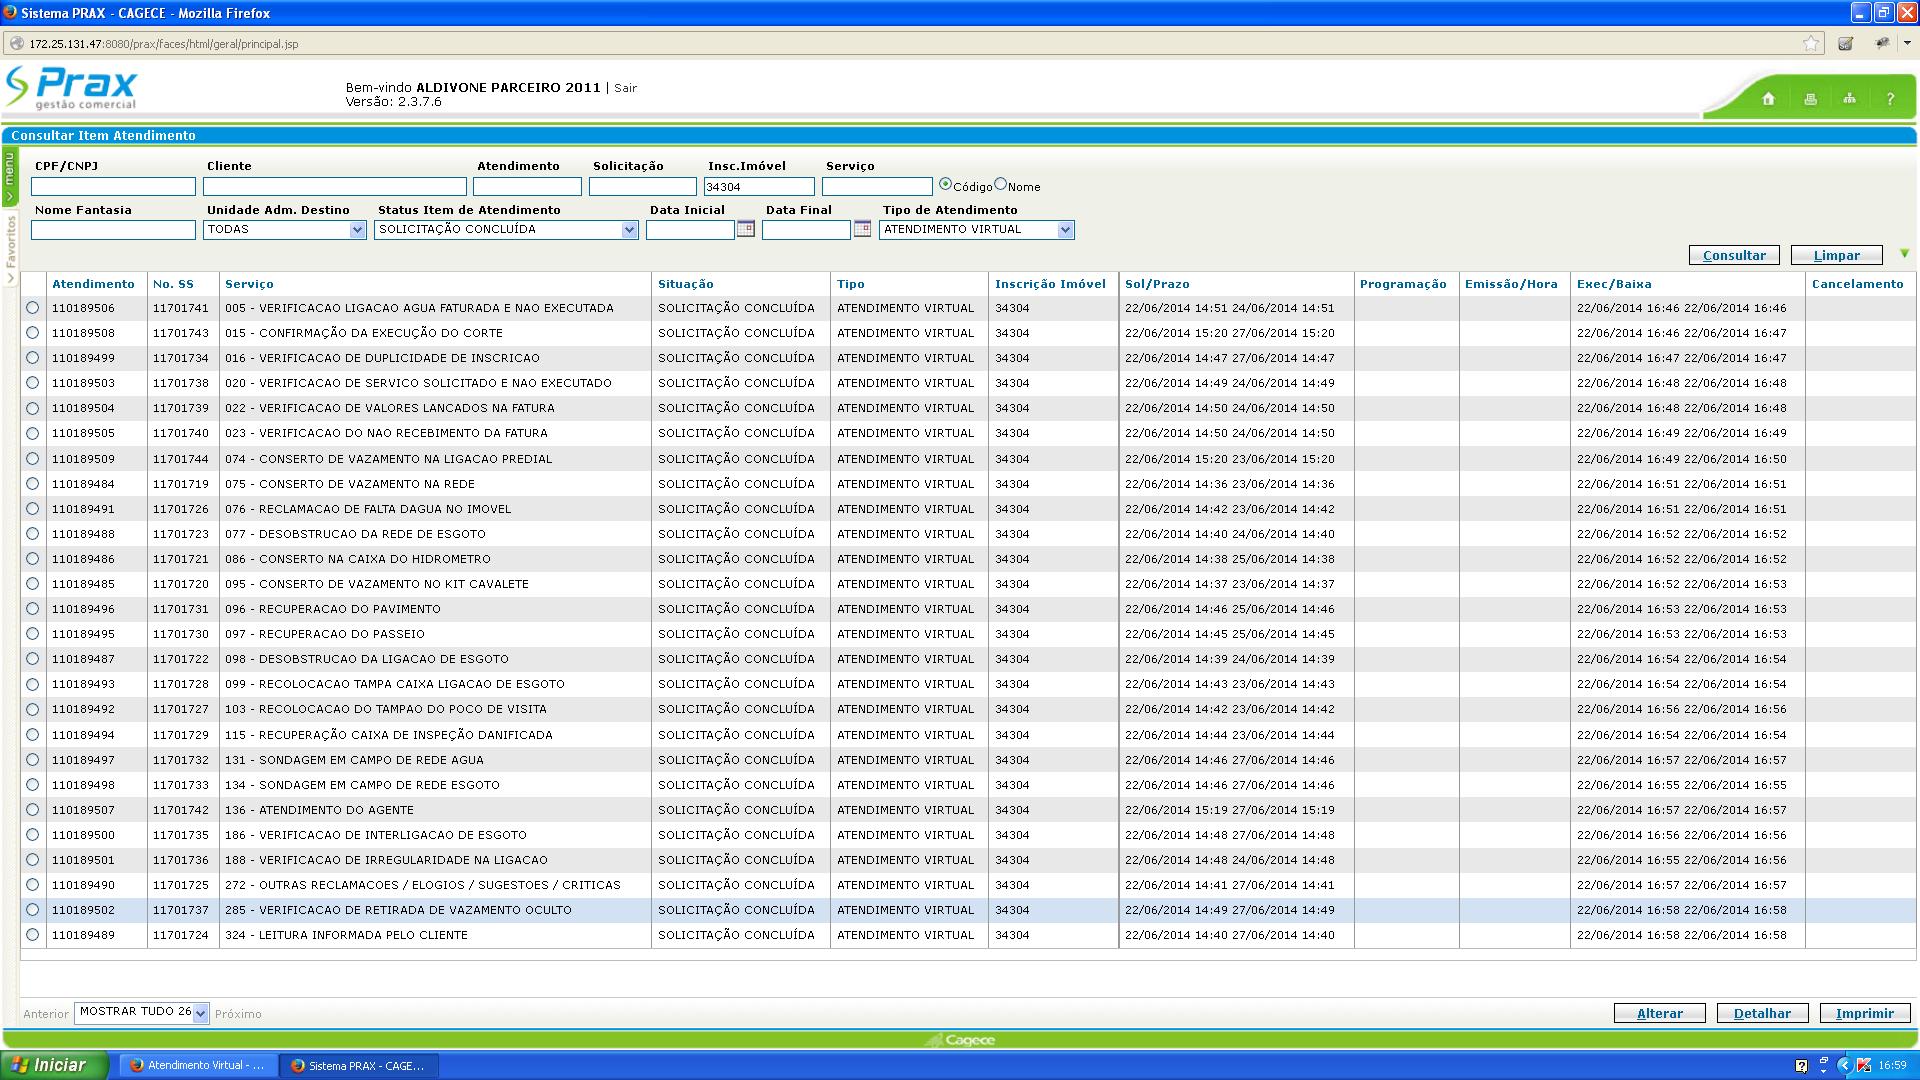 Sistema PRAX - CAGECE - Mozilla Firefox
172.25.131.47:8080/prax/faces/html/geral/principal.jsp
Prax
gestão comercial
Bem-vindo ALDIVONE PARCEIRO 2011 | Sair
Versão: 2.3.7.6
Consultar Item Atendimento
menu
Favoritos
CPF/CNPJ Cliente Atendimento Solicitação Insc.Imóvel Serviço
34304 Código Nome
Nome Fantasia Unidade Adm. Destino Status Item de Atendimento Data Inicial Data Final Tipo de Atendimento
TODAS SOLICITAÇÃO CONCLUÍDA ATENDIMENTO VIRTUAL
Consultar Limpar
Atendimento No. SS Serviço Situação Tipo Inscrição Imóvel Sol/Prazo Programação Emissão/Hora Exec/Baixa Cancelamento
110189506 11701741 005 - VERIFICACAO LIGACAO AGUA FATURADA E NAO EXECUTADA SOLICITAÇÃO CONCLUÍDA ATENDIMENTO VIRTUAL 34304 22/06/2014 14:51 24/06/2014 14:51 22/06/2014 16:46 22/06/2014 16:46
110189508 11701743 015 - CONFIRMAÇÃO DA EXECUÇÃO DO CORTE SOLICITAÇÃO CONCLUÍDA ATENDIMENTO VIRTUAL 34304 22/06/2014 15:20 27/06/2014 15:20 22/06/2014 16:46 22/06/2014 16:47
110189499 11701734 016 - VERIFICACAO DE DUPLICIDADE DE INSCRICAO SOLICITAÇÃO CONCLUÍDA ATENDIMENTO VIRTUAL 34304 22/06/2014 14:47 27/06/2014 14:47 22/06/2014 16:47 22/06/2014 16:47
110189503 11701738 020 - VERIFICACAO DE SERVICO SOLICITADO E NAO EXECUTADO SOLICITAÇÃO CONCLUÍDA ATENDIMENTO VIRTUAL 34304 22/06/2014 14:49 24/06/2014 14:49 22/06/2014 16:48 22/06/2014 16:48
110189504 11701739 022 - VERIFICACAO DE VALORES LANCADOS NA FATURA SOLICITAÇÃO CONCLUÍDA ATENDIMENTO VIRTUAL 34304 22/06/2014 14:50 24/06/2014 14:50 22/06/2014 16:48 22/06/2014 16:48
110189505 11701740 023 - VERIFICACAO DO NAO RECEBIMENTO DA FATURA SOLICITAÇÃO CONCLUÍDA ATENDIMENTO VIRTUAL 34304 22/06/2014 14:50 24/06/2014 14:50 22/06/2014 16:49 22/06/2014 16:49
110189509 11701744 074 - CONSERTO DE VAZAMENTO NA LIGACAO PREDIAL SOLICITAÇÃO CONCLUÍDA ATENDIMENTO VIRTUAL 34304 22/06/2014 15:20 23/06/2014 15:20 22/06/2014 16:49 22/06/2014 16:50
110189484 11701719 075 - CONSERTO DE VAZAMENTO NA REDE SOLICITAÇÃO CONCLUÍDA ATENDIMENTO VIRTUAL 34304 22/06/2014 14:36 23/06/2014 14:36 22/06/2014 16:51 22/06/2014 16:51
110189491 11701726 076 - RECLAMACAO DE FALTA DAGUA NO IMOVEL SOLICITAÇÃO CONCLUÍDA ATENDIMENTO VIRTUAL 34304 22/06/2014 14:42 23/06/2014 14:42 22/06/2014 16:51 22/06/2014 16:51
110189488 11701723 077 - DESOBSTRUCAO DA REDE DE ESGOTO SOLICITAÇÃO CONCLUÍDA ATENDIMENTO VIRTUAL 34304 22/06/2014 14:40 24/06/2014 14:40 22/06/2014 16:52 22/06/2014 16:52
110189486 11701721 086 - CONSERTO NA CAIXA DO HIDROMETRO SOLICITAÇÃO CONCLUÍDA ATENDIMENTO VIRTUAL 34304 22/06/2014 14:38 25/06/2014 14:38 22/06/2014 16:52 22/06/2014 16:52
110189485 11701720 095 - CONSERTO DE VAZAMENTO NO KIT CAVALETE SOLICITAÇÃO CONCLUÍDA ATENDIMENTO VIRTUAL 34304 22/06/2014 14:37 23/06/2014 14:37 22/06/2014 16:52 22/06/2014 16:53
110189496 11701731 096 - RECUPERACAO DO PAVIMENTO SOLICITAÇÃO CONCLUÍDA ATENDIMENTO VIRTUAL 34304 22/06/2014 14:46 25/06/2014 14:46 22/06/2014 16:53 22/06/2014 16:53
110189495 11701730 097 - RECUPERACAO DO PASSEIO SOLICITAÇÃO CONCLUÍDA ATENDIMENTO VIRTUAL 34304 22/06/2014 14:45 25/06/2014 14:45 22/06/2014 16:53 22/06/2014 16:53
110189487 11701722 098 - DESOBSTRUCAO DA LIGACAO DE ESGOTO SOLICITAÇÃO CONCLUÍDA ATENDIMENTO VIRTUAL 34304 22/06/2014 14:39 24/06/2014 14:39 22/06/2014 16:54 22/06/2014 16:54
110189493 11701728 099 - RECOLOCACAO TAMPA CAIXA LIGACAO DE ESGOTO SOLICITAÇÃO CONCLUÍDA ATENDIMENTO VIRTUAL 34304 22/06/2014 14:43 23/06/2014 14:43 22/06/2014 16:54 22/06/2014 16:54
110189492 11701727 103 - RECOLOCACAO DO TAMPAO DO POCO DE VISITA SOLICITAÇÃO CONCLUÍDA ATENDIMENTO VIRTUAL 34304 22/06/2014 14:42 23/06/2014 14:42 22/06/2014 16:56 22/06/2014 16:56
110189494 11701729 115 - RECUPERAÇÃO CAIXA DE INSPEÇÃO DANIFICADA SOLICITAÇÃO CONCLUÍDA ATENDIMENTO VIRTUAL 34304 22/06/2014 14:44 23/06/2014 14:44 22/06/2014 16:54 22/06/2014 16:54
110189497 11701732 131 - SONDAGEM EM CAMPO DE REDE AGUA SOLICITAÇÃO CONCLUÍDA ATENDIMENTO VIRTUAL 34304 22/06/2014 14:46 27/06/2014 14:46 22/06/2014 16:57 22/06/2014 16:57
110189498 11701733 134 - SONDAGEM EM CAMPO DE REDE ESGOTO SOLICITAÇÃO CONCLUÍDA ATENDIMENTO VIRTUAL 34304 22/06/2014 14:46 27/06/2014 14:46 22/06/2014 16:55 22/06/2014 16:55
110189507 11701742 136 - ATENDIMENTO DO AGENTE SOLICITAÇÃO CONCLUÍDA ATENDIMENTO VIRTUAL 34304 22/06/2014 15:19 27/06/2014 15:19 22/06/2014 16:57 22/06/2014 16:57
110189500 11701735 186 - VERIFICACAO DE INTERLIGACAO DE ESGOTO SOLICITAÇÃO CONCLUÍDA ATENDIMENTO VIRTUAL 34304 22/06/2014 14:48 27/06/2014 14:48 22/06/2014 16:56 22/06/2014 16:56
110189501 11701736 188 - VERIFICACAO DE IRREGULARIDADE NA LIGACAO SOLICITAÇÃO CONCLUÍDA ATENDIMENTO VIRTUAL 34304 22/06/2014 14:48 24/06/2014 14:48 22/06/2014 16:55 22/06/2014 16:56
110189490 11701725 272 - OUTRAS RECLAMACOES / ELOGIOS / SUGESTOES / CRITICAS SOLICITAÇÃO CONCLUÍDA ATENDIMENTO VIRTUAL 34304 22/06/2014 14:41 27/06/2014 14:41 22/06/2014 16:57 22/06/2014 16:57
110189502 11701737 285 - VERIFICACAO DE RETIRADA DE VAZAMENTO OCULTO SOLICITAÇÃO CONCLUÍDA ATENDIMENTO VIRTUAL 34304 22/06/2014 14:49 27/06/2014 14:49 22/06/2014 16:58 22/06/2014 16:58
110189489 11701724 324 - LEITURA INFORMADA PELO CLIENTE SOLICITAÇÃO CONCLUÍDA ATENDIMENTO VIRTUAL 34304 22/06/2014 14:40 27/06/2014 14:40 22/06/2014 16:58 22/06/2014 16:58
Anterior MOSTRAR TUDO 26 Próximo Alterar Detalhar Imprimir
Cagece
Iniciar Atendimento Virtual - ... Sistema PRAX - CAGE... 16:59